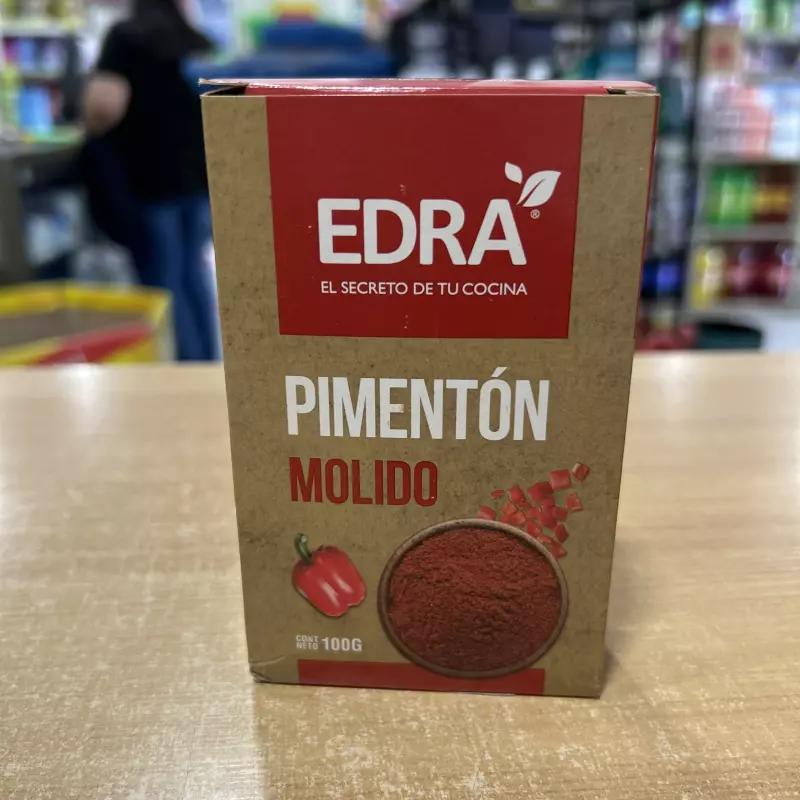 EDRA®
EL SECRETO DE TU COCINA
PIMENTÓN
MOLIDO
CONT
NETO 100G